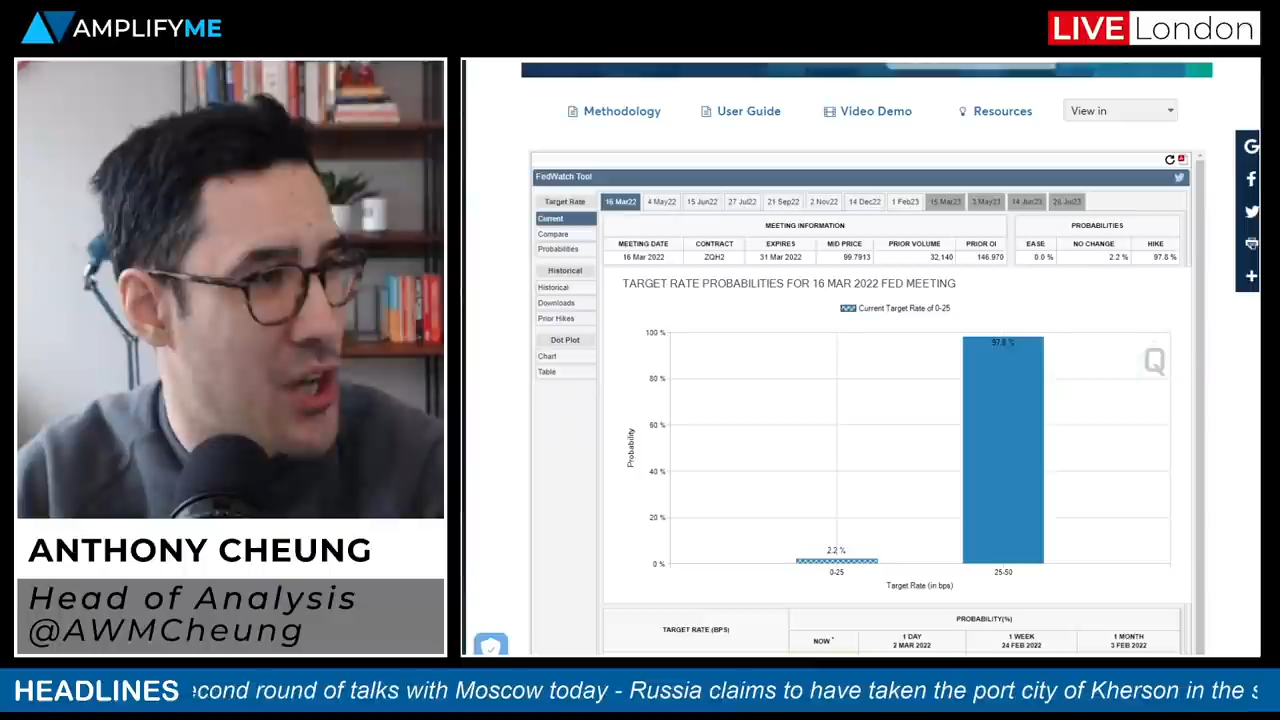 AMPLIFYME
LIVE London
Methodology
User Guide
Video Demo
Resources
View in
FedWatch Tool
Target Rate
16 Mar22
4 May22
15 Jun22
27 Jul22
21 Sep22
2 Nov22
14 Dec22
1 Feb23
15 Mar23
3 May23
14 Jun23
26 Jul23
Current
Compare
Probabilities
Historical
Historical
Downloads
Prior Hikes
Dot Plot
Chart
Table
MEETING INFORMATION
MEETING DATE
CONTRACT
EXPIRES
MID PRICE
PRIOR VOLUME
PRIOR OI
16 Mar 2022
ZQH2
31 Mar 2022
99.7913
32,140
146,970
PROBABILITIES
EASE
NO CHANGE
HIKE
0.0 %
2.2 %
97.8 %
TARGET RATE PROBABILITIES FOR 16 MAR 2022 FED MEETING
Current Target Rate of 0-25
100 %
80 %
60 %
40 %
20 %
0 %
Probability
2.2 %
97.8 %
Q
0-25
25-50
Target Rate (in bps)
TARGET RATE (BPS)
PROBABILITY(%)
NOW *
1 DAY
2 MAR 2022
1 WEEK
24 FEB 2022
1 MONTH
3 FEB 2022
ANTHONY CHEUNG
Head of Analysis
@AWMCheung
HEADLINES
econd round of talks with Moscow today - Russia claims to have taken the port city of Kherson in the s